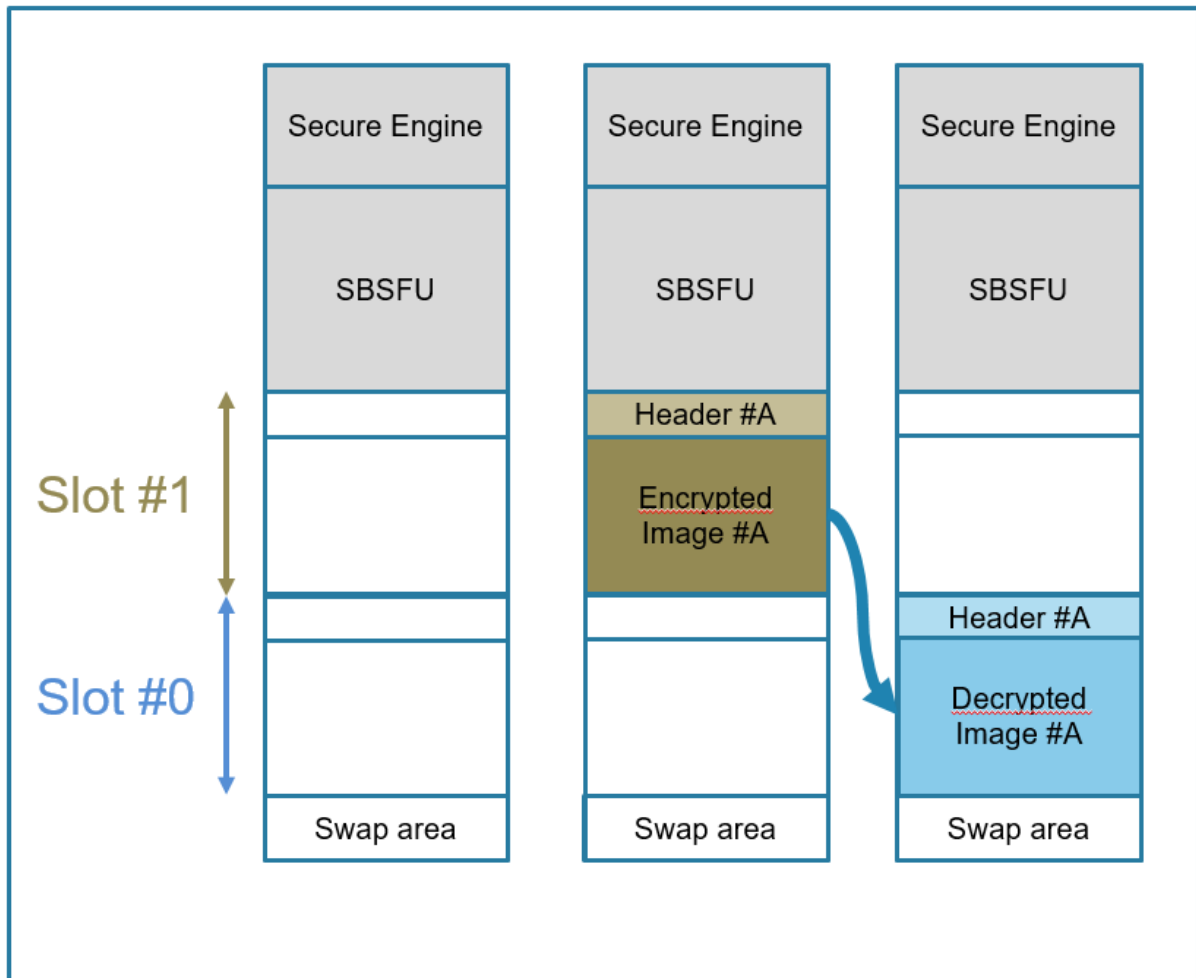 Secure Engine
Secure Engine
Secure Engine
SBSFU
SBSFU
SBSFU
Header #A
Slot #1
Encrypted
Image #A
Header #A
Slot #0
Decrypted
Image #A
Swap area
Swap area
Swap area